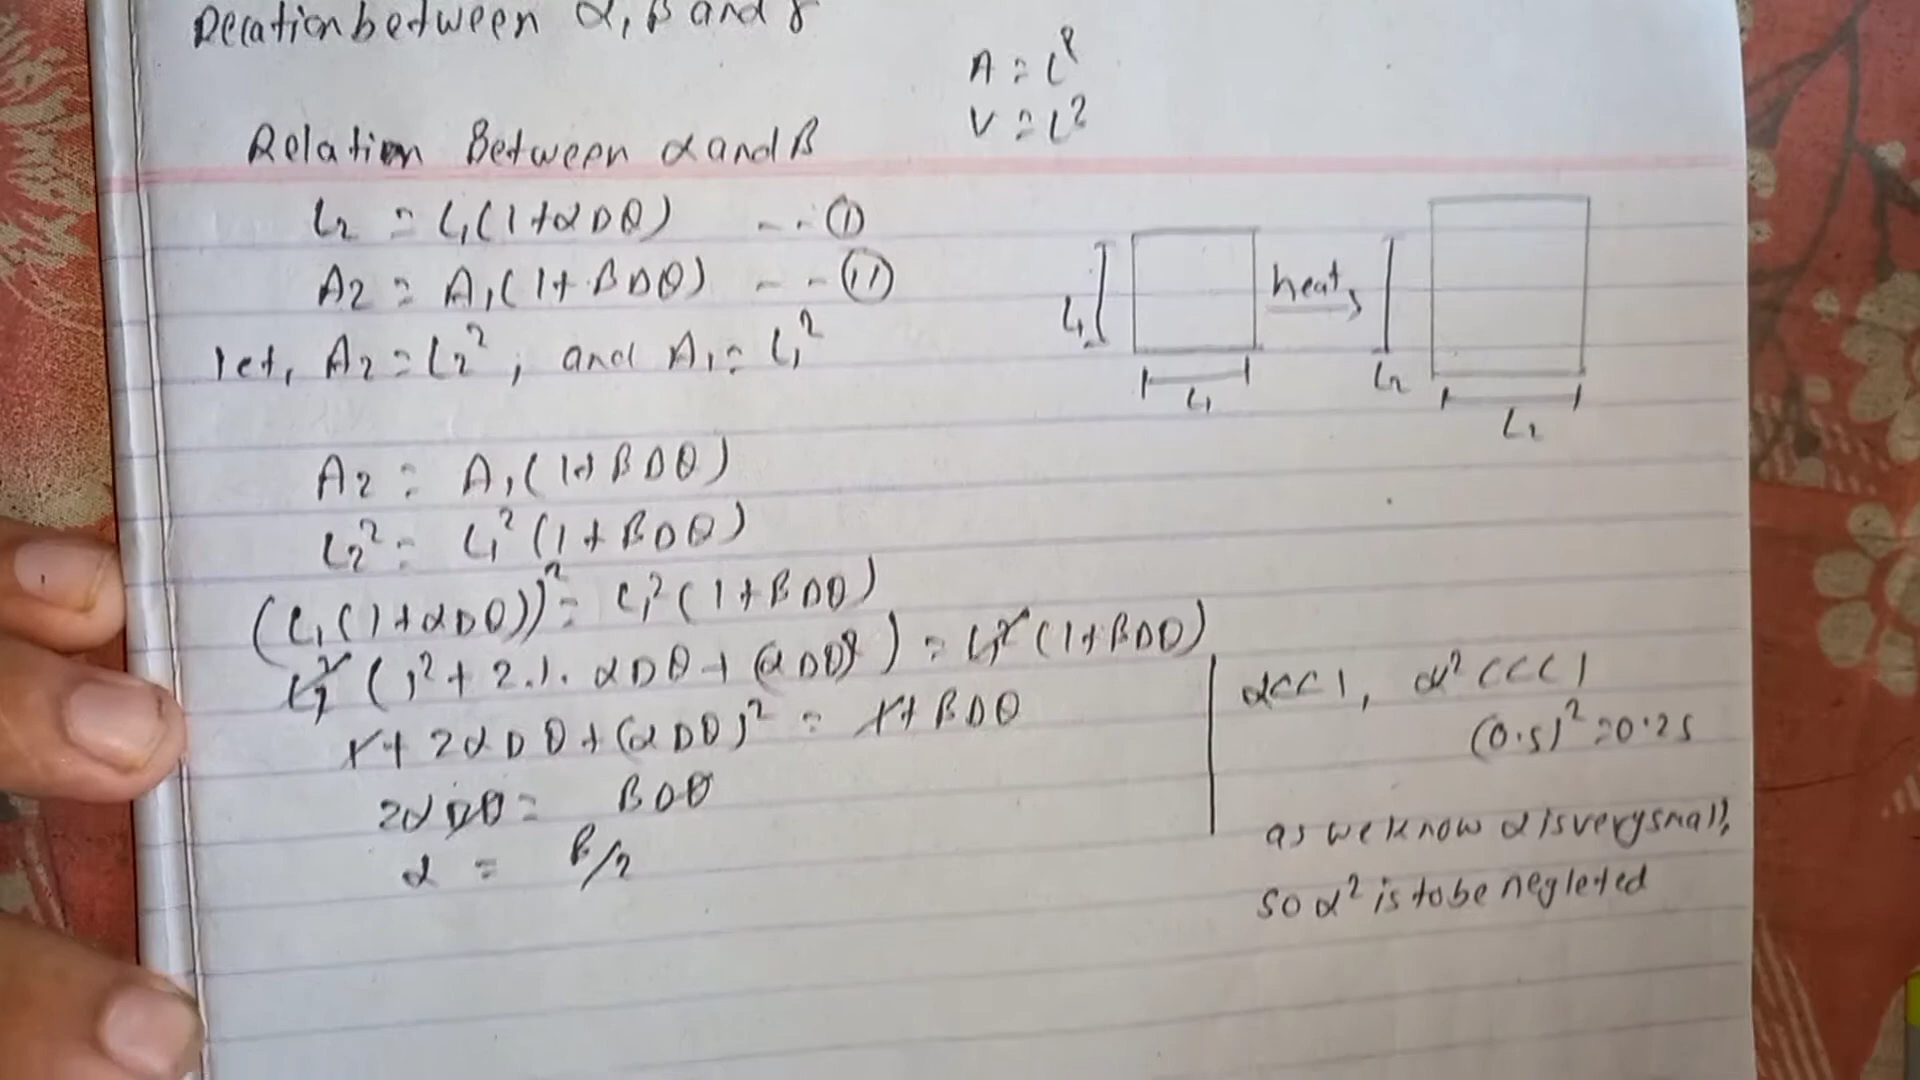 Relation between α, β and γ
A = L²
V = L³
Relation Between α and β
L₂ = L₁(1+αΔθ) --- (I)
A₂ = A₁(1+βΔθ) --- (II)
let, A₂ = L₂², and A₁ = L₁²
L₁
L₁
heat
L₂
L₂
A₂ = A₁(1+βΔθ)
L₂² = L₁²(1+βΔθ)
(L₁(1+αΔθ))² = L₁²(1+βΔθ)
L₁²(1²+2.1.αΔθ+(αΔθ)²) = L₁²(1+βΔθ)
1+2αΔθ+(αΔθ)² = 1+βΔθ
2αΔθ = βΔθ
α = β/2
α<<1, α²<<<1
(0.5)² = 0.25
as we know α is very small,
so α² is to be negleted